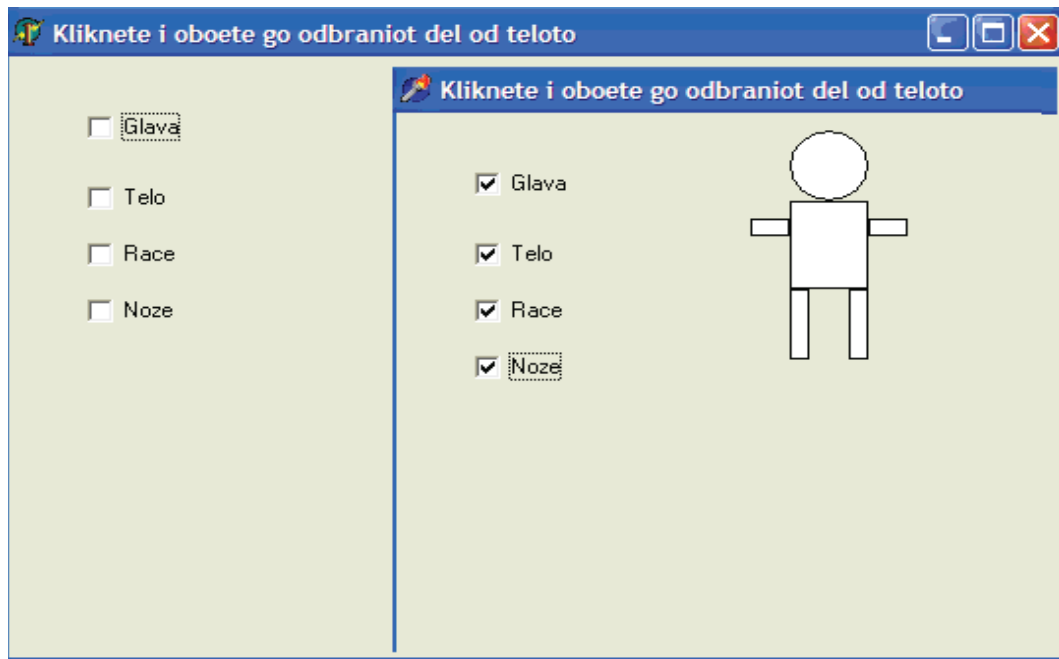 Kliknete i oboete go odbraniot del od teloto
Glava
Telo
Race
Noze
Kliknete i oboete go odbraniot del od teloto
Glava
Telo
Race
Noze